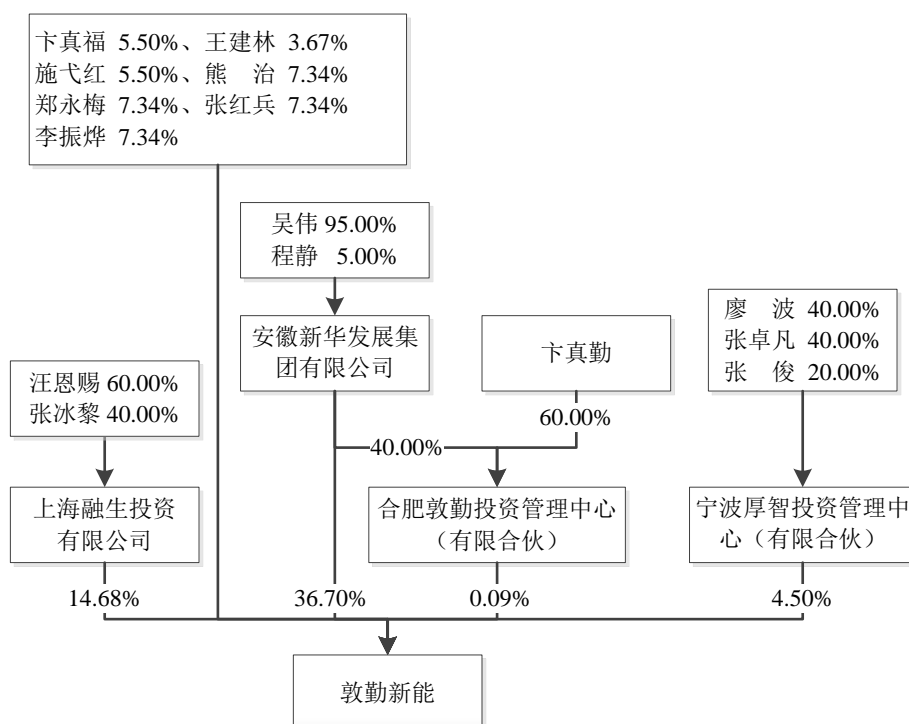 卞真福 5.50%、王建林 3.67%
施弋红 5.50%、熊　治 7.34%
郑永梅 7.34%、张红兵 7.34%
李振烨 7.34%
吴伟 95.00%
程静 5.00%
安徽新华发展集
团有限公司
卞真勤
廖　波 40.00%
张卓凡 40.00%
张　俊 20.00%
汪恩赐 60.00%
张冰黎 40.00%
60.00%
40.00%
上海融生投资
有限公司
合肥敦勤投资管理中心
（有限合伙）
宁波厚智投资管理中
心（有限合伙）
14.68%
36.70%
0.09%
4.50%
敦勤新能